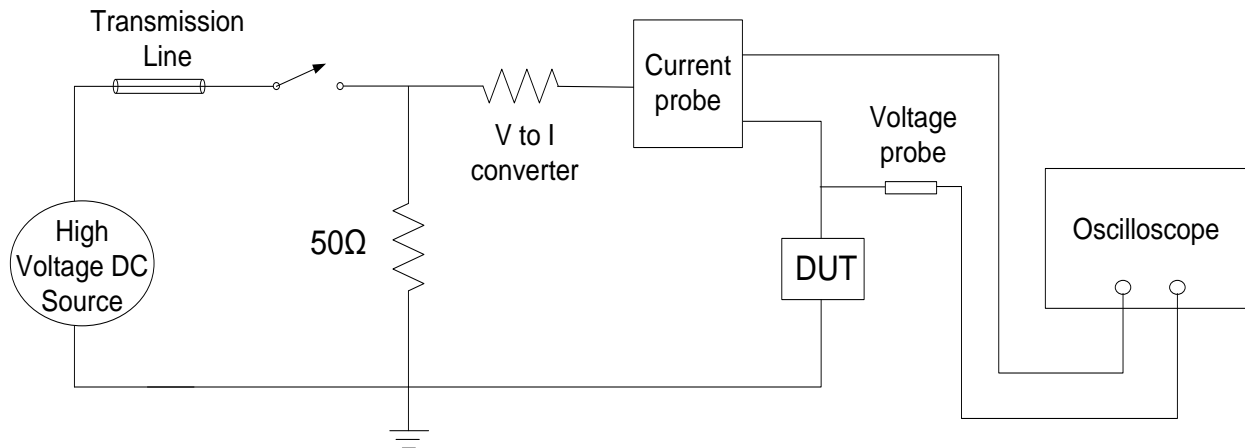 Transmission
Line
V to I
converter
Current
probe
Voltage
probe
Oscilloscope
High
Voltage DC
Source
50Ω
DUT